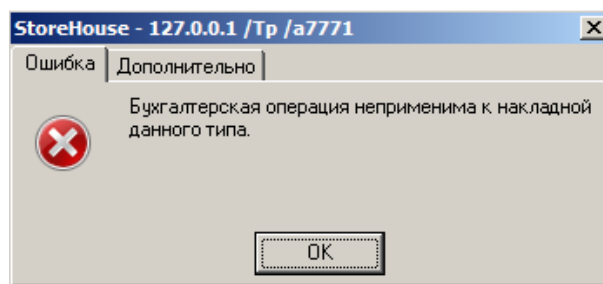 StoreHouse - 127.0.0.1 /Tp /a7771
Ошибка
Дополнительно
Бухгалтерская операция неприменима к накладной
данного типа.
OK